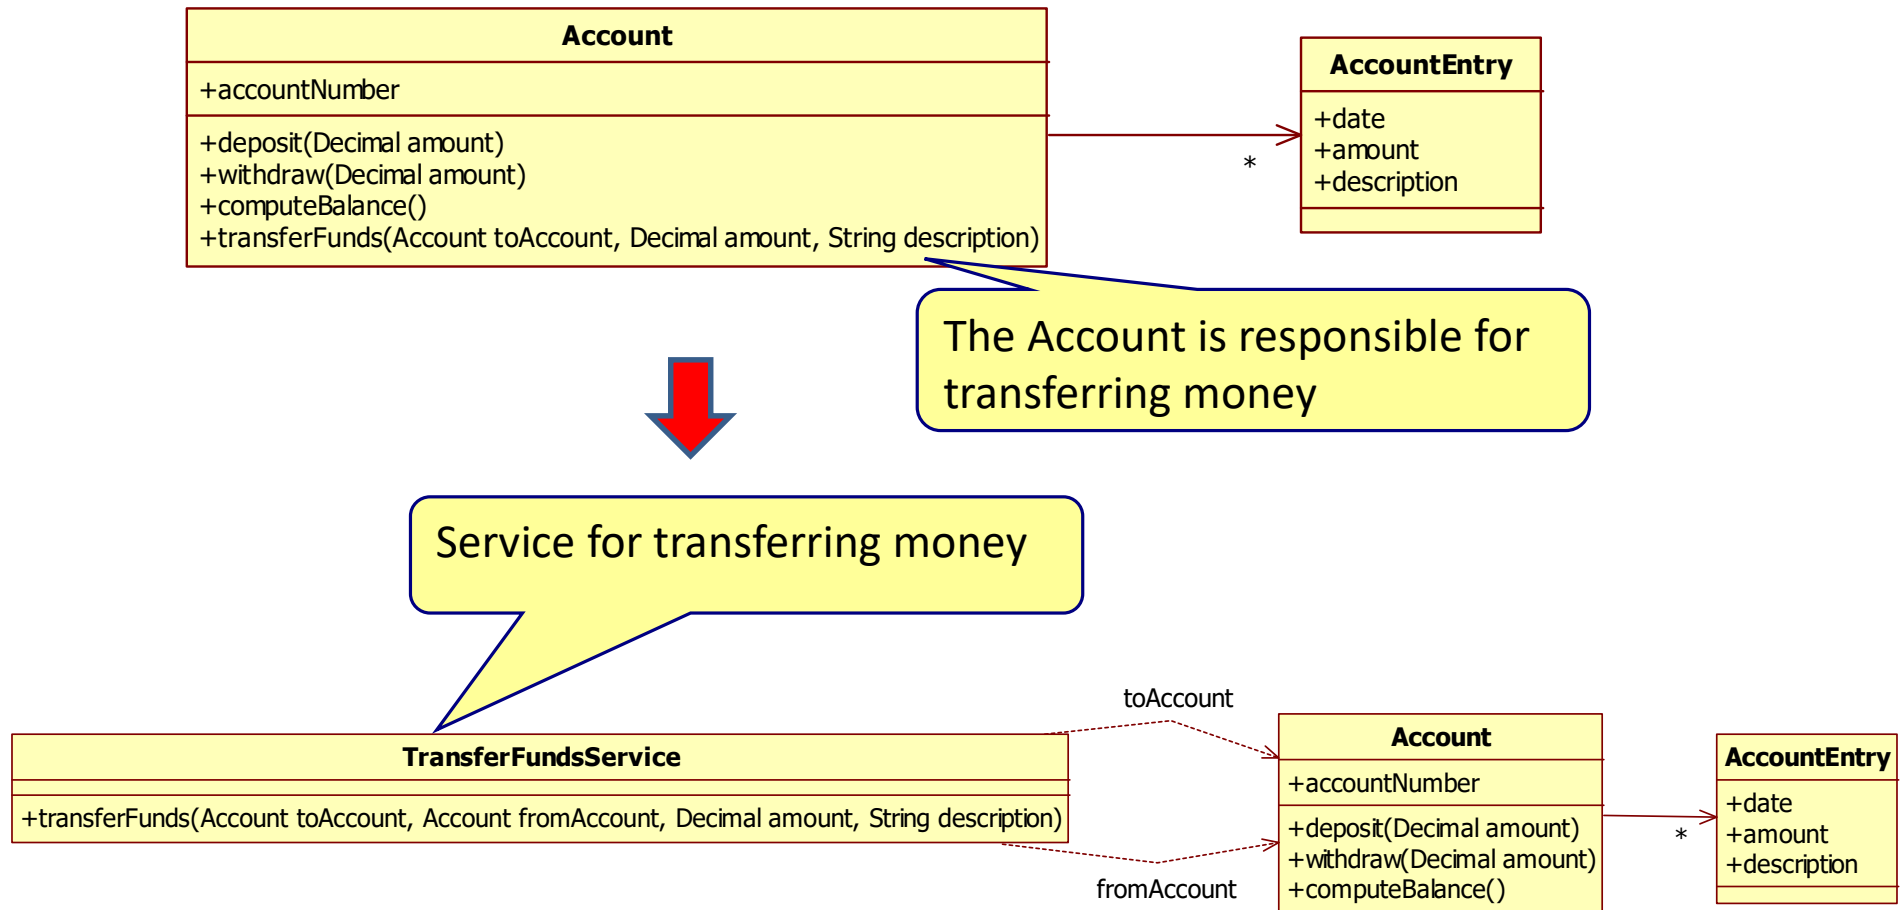 Account
+accountNumber
+deposit(Decimal amount)
+withdraw(Decimal amount)
+computeBalance()
+transferFunds(Account toAccount, Decimal amount, String description)
*
AccountEntry
+date
+amount
+description
The Account is responsible for
transferring money
Service for transferring money
TransferFundsService
+transferFunds(Account toAccount, Account fromAccount, Decimal amount, String description)
toAccount
fromAccount
Account
+accountNumber
+deposit(Decimal amount)
+withdraw(Decimal amount)
+computeBalance()
*
AccountEntry
+date
+amount
+description